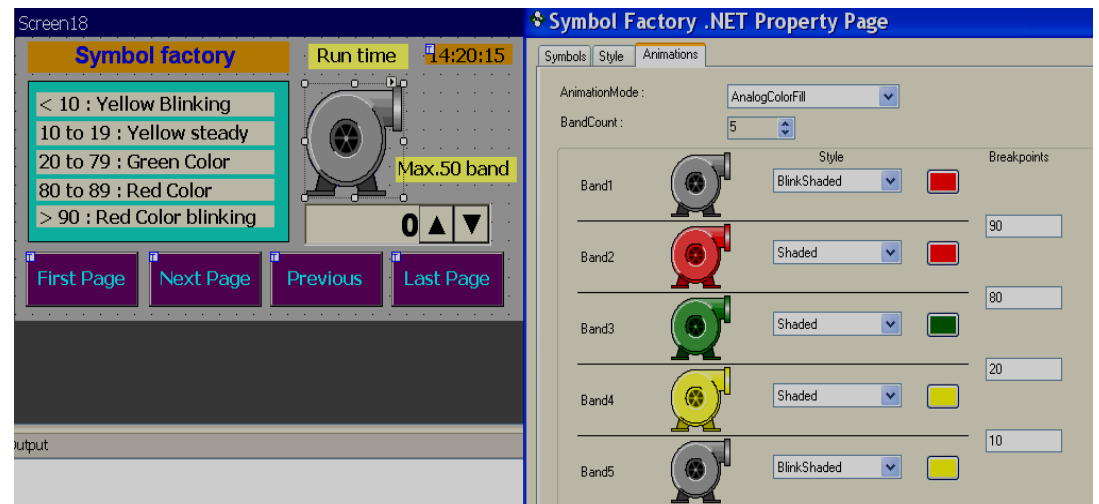 Screen18
Symbol factory
Run time
4:20:15
< 10 : Yellow Blinking
10 to 19 : Yellow steady
20 to 79 : Green Color
80 to 89 : Red Color
> 90 : Red Color blinking
Max.50 band
0
First Page
Next Page
Previous
Last Page
Output
Symbol Factory .NET Property Page
Symbols
Style
Animations
AnimationMode :
AnalogColorFill
BandCount :
5
Style
Breakpoints
Band1
BlinkShaded
90
Band2
Shaded
80
Band3
Shaded
20
Band4
Shaded
10
Band5
BlinkShaded